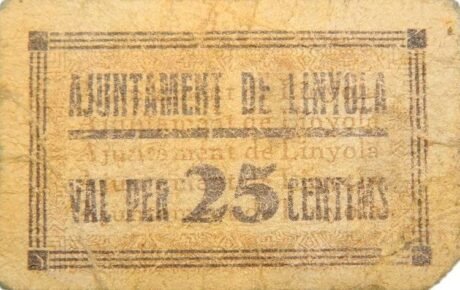 AJUNTAMENT DE LINYOLA
Ajuntament de Linyola
VAL PER 25 CENTIMS